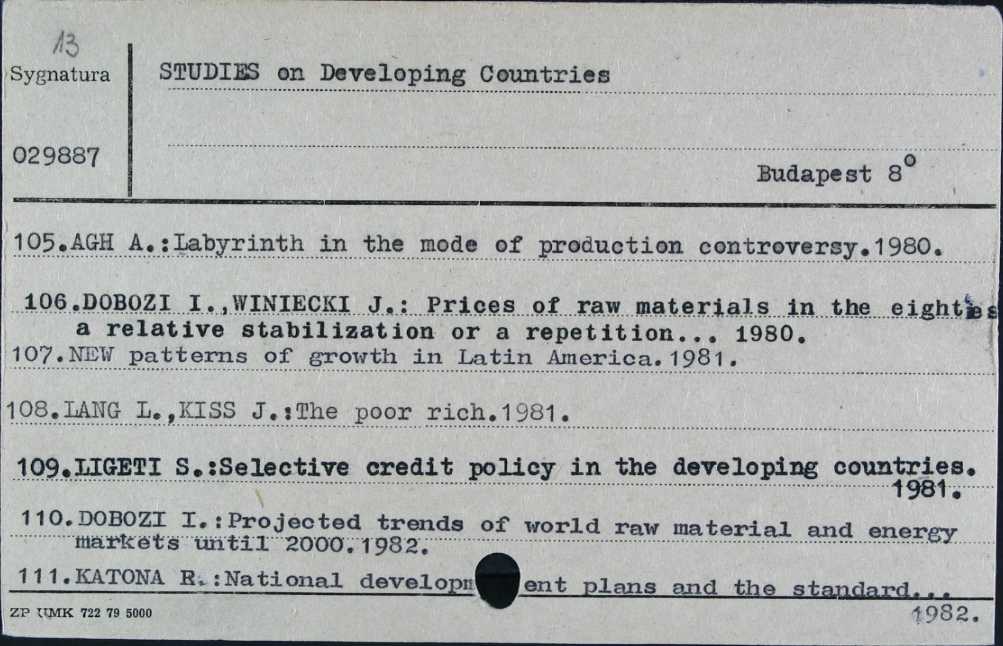 13
Sygnatura
STUDIES on Developing Countries
029887
Budapest 8°
105.AGH A.:Labyrinth in the mode of production controversy.1980.
106.DOBOZI I.,WINIECKI J.: Prices of raw materials in the eighties
a relative stabilization or a repetition... 1980.
107.NEW patterns of growth in Latin America.1981.
108.LANG L.,KISS J.:The poor rich.1981.
109.LIGETI S.:Selective credit policy in the developing countries.
1981.
110.DOBOZI I.:Projected trends of world raw material and energy
markets until 2000.1982.
111.KATONA R.:National development plans and the standard...
1982.
ZP UMK 722 79 5000